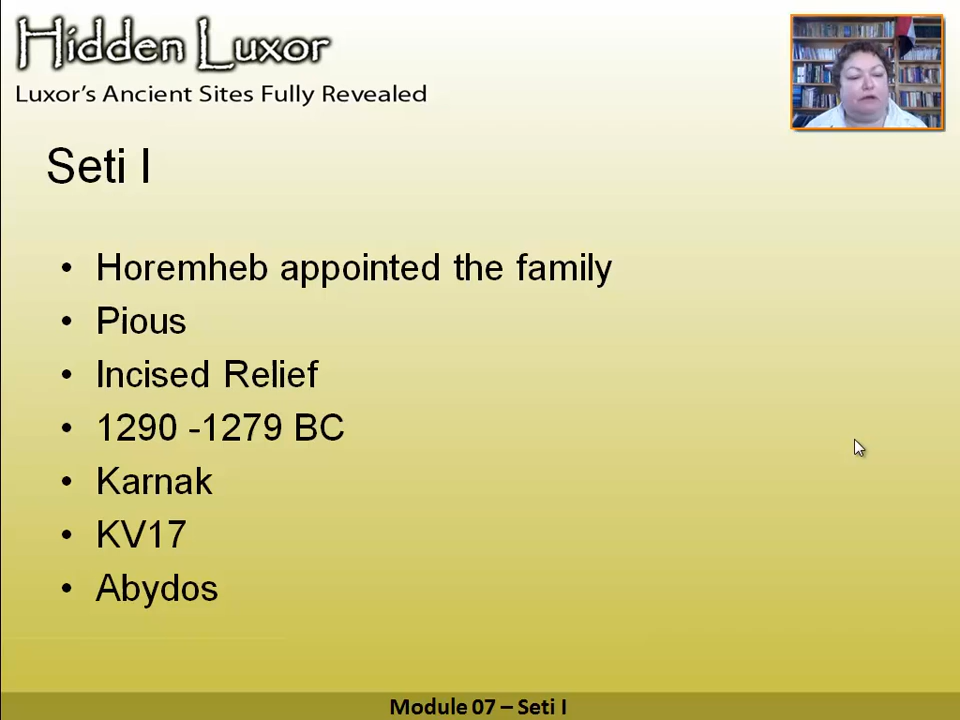 Hidden Luxor
Luxor's Ancient Sites Fully Revealed
Seti I
• Horemheb appointed the family
• Pious
• Incised Relief
• 1290 -1279 BC
• Karnak
• KV17
• Abydos
Module 07 – Seti I